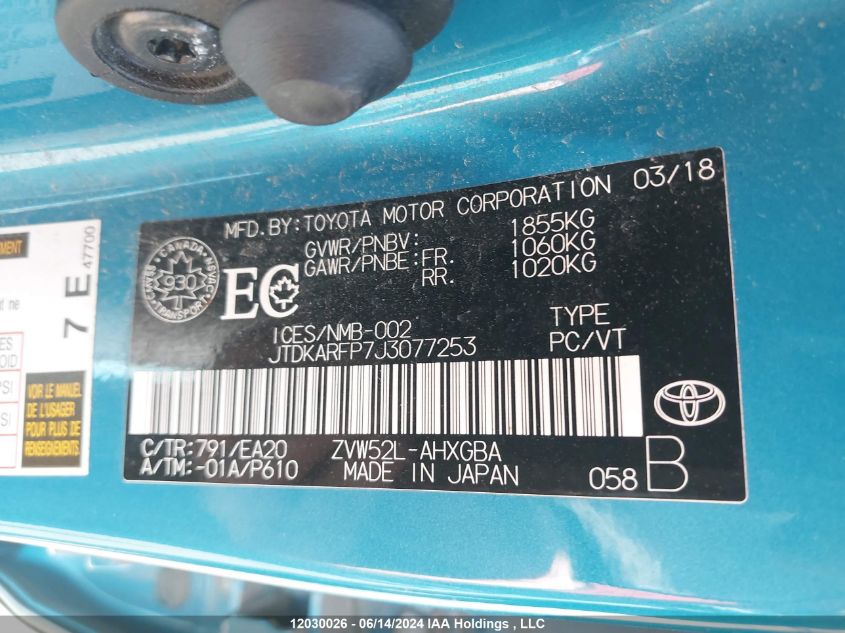 MFD.BY:TOYOTA MOTOR CORPORATION 03/18
GVWR/PNBV: 1855KG
GAWR/PNBE:FR. 1060KG
RR. 1020KG
CANADA
930
TRANSPORT
EC
ICES/NMB-002
TYPE
JTDKARFP7J3077253
PC/VT
C/TR:791/EA20 ZVW52L-AHXGBA
A/TM:-01A/P610 MADE IN JAPAN
058 B
7 E 47700
VOIR LE MANUEL
DE L'USAGER
POUR PLUS DE
RENSEIGNEMENTS
12030026 - 06/14/2024 IAA Holdings , LLC